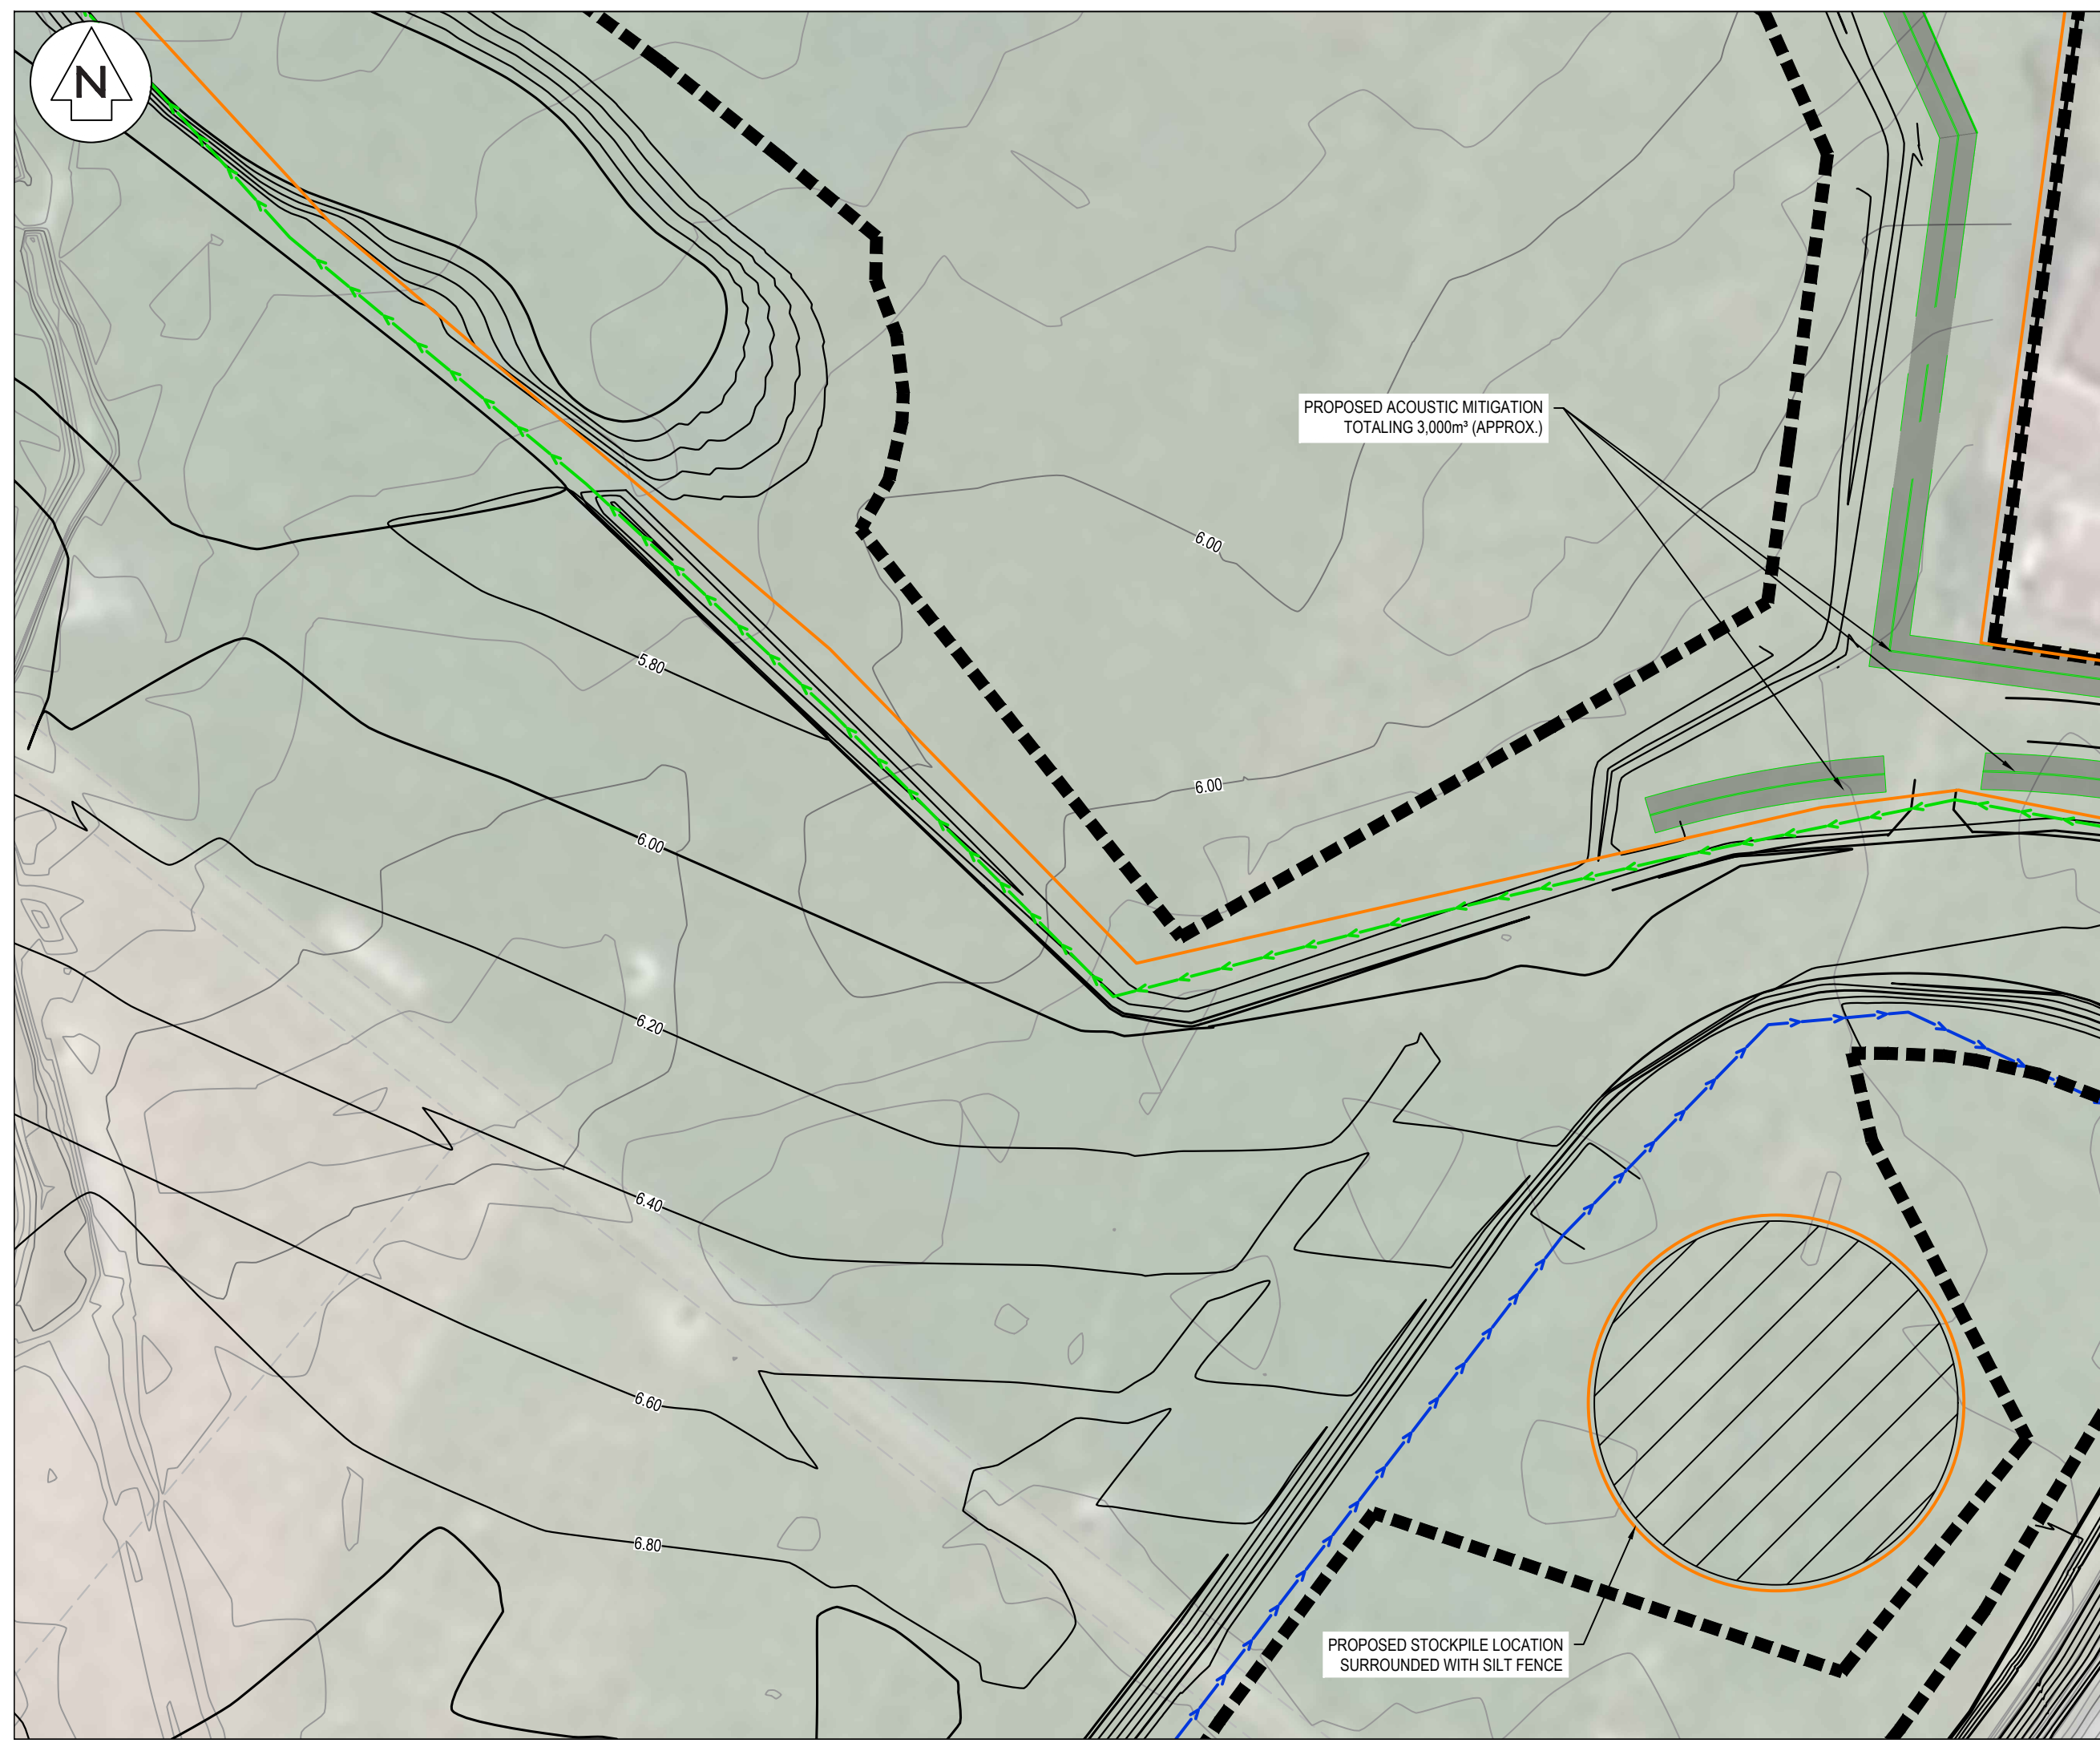 N
PROPOSED ACOUSTIC MITIGATION
TOTALING 3,000m³ (APPROX.)
6.00
5.80
6.00
6.00
6.20
6.40
6.60
6.80
PROPOSED STOCKPILE LOCATION
SURROUNDED WITH SILT FENCE